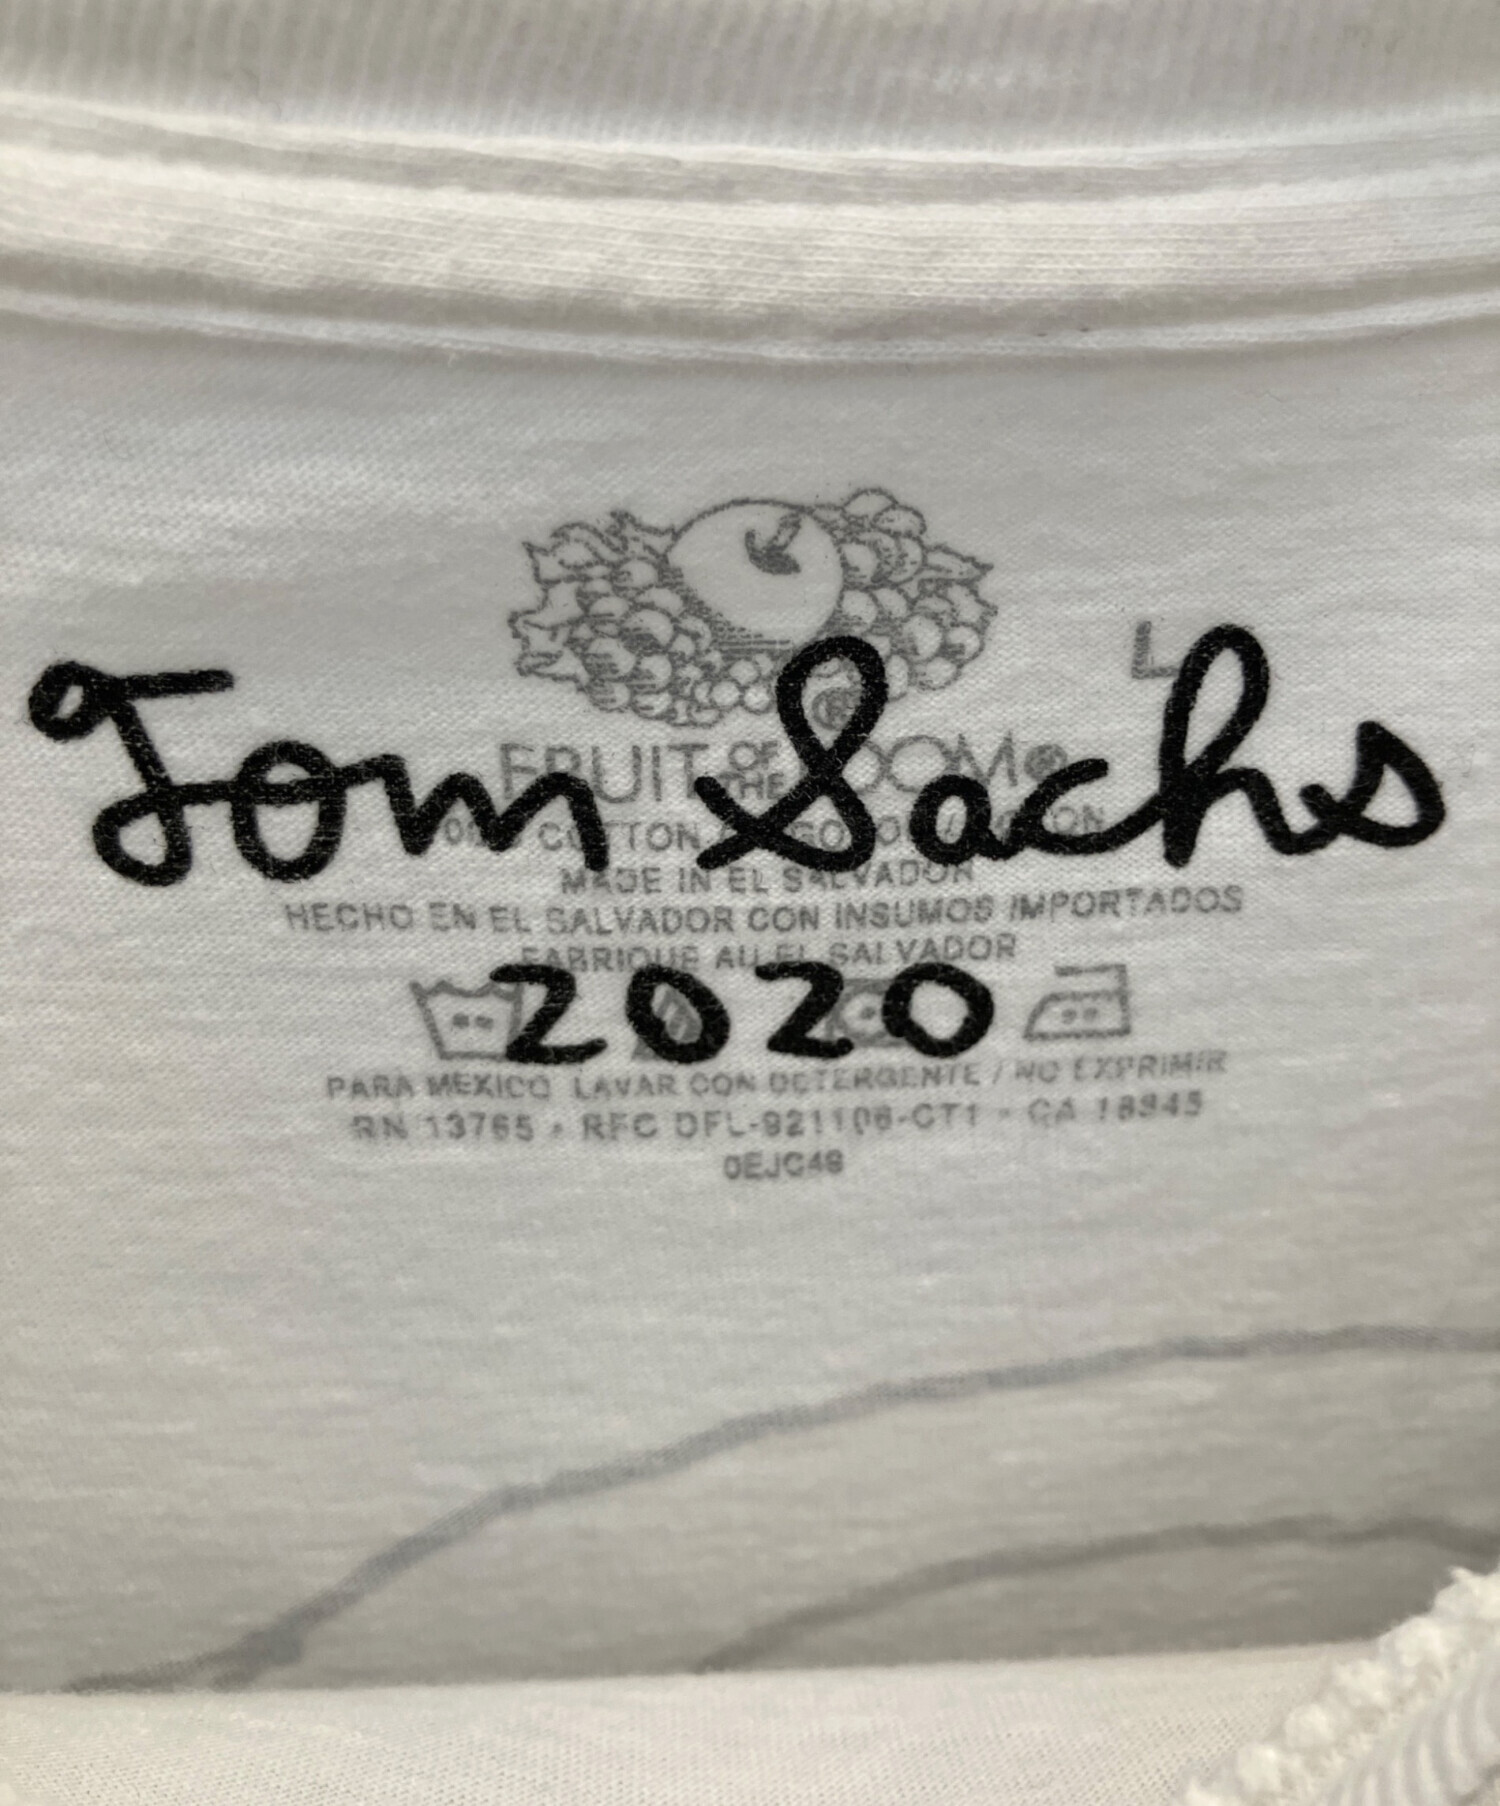 L
Tom Sachs
FRUIT OF THE LOOM®
COTTON
MADE IN EL SALVADOR
HECHO EN EL SALVADOR CON INSUMOS IMPORTADOS
FABRIQUE AU EL SALVADOR
2020
PARA MEXICO LAVAR CON DETERGENTE / NO EXPRIMIR
RN 13765 • RFC DFL-921106-CT1 • CA 18945
0EJC48